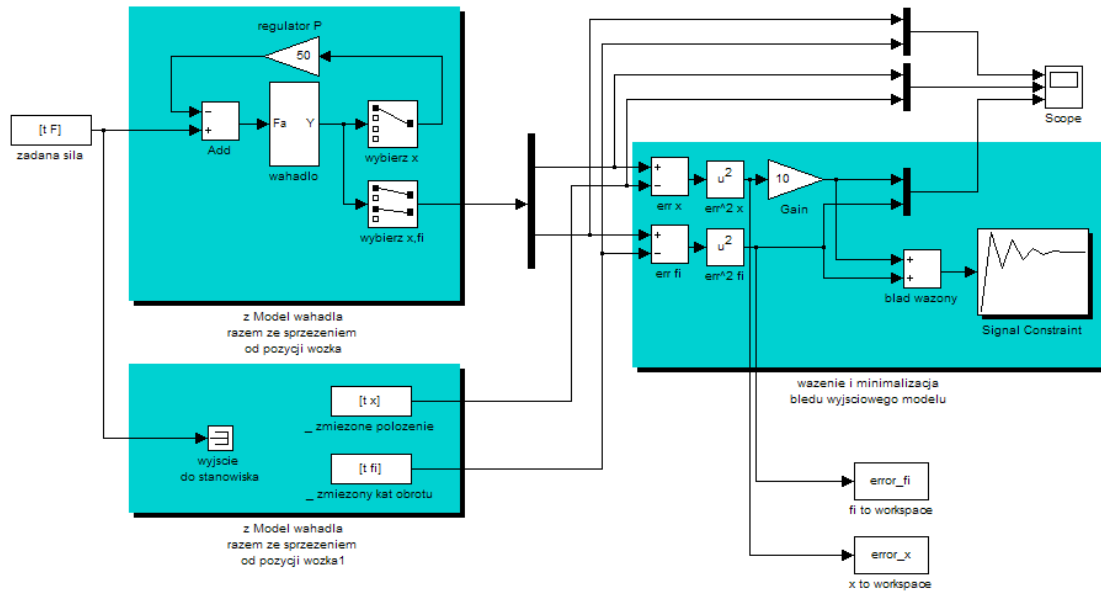 regulator P
50
[t F]
zadana sila
−
+
Add
Fa
Y
wahadlo
wybierz x
wybierz x,fi
z Model wahadla
razem ze sprzezeniem
od pozycji wozka
[t x]
_ zmiezone polozenie
wyjscie
do stanowiska
[t fi]
_ zmiezony kat obrotu
z Model wahadla
razem ze sprzezeniem
od pozycji wozka1
Scope
+
−
err x
u2
err^2 x
10
Gain
+
−
err fi
u2
err^2 fi
+
+
blad wazony
Signal Constraint
wazenie i minimalizacja
bledu wyjsciowego modelu
error_fi
fi to workspace
error_x
x to workspace